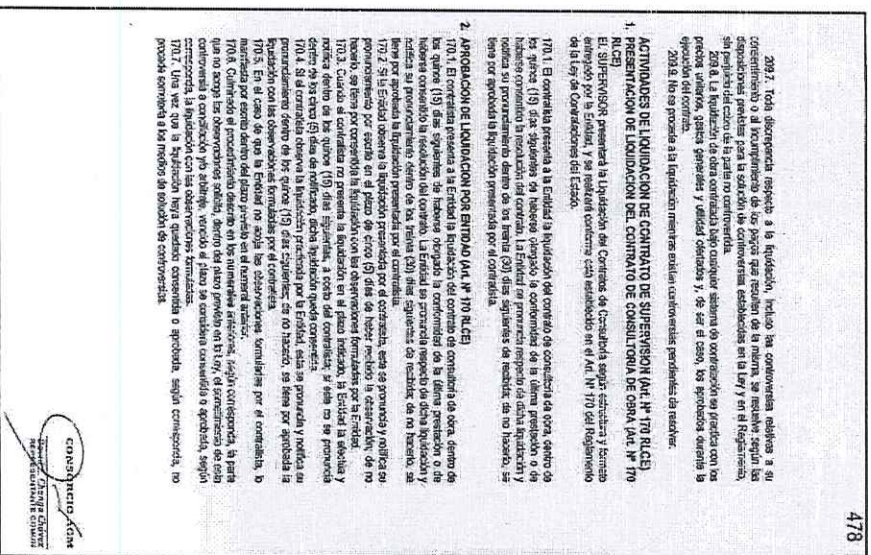 478
209.7. Toda discrepancia respecto a la liquidación, incluso las controversias relativas a su
consentimiento o al incumplimiento de los pagos que resulten de la misma, se resuelve según las
disposiciones previstas para la solución de controversias establecidas en la Ley y en el Reglamento,
sin perjuicio del cobro de la parte no controvertida.
209.8. La liquidación de obra contratada bajo cualquier sistema de contratación se practica con los
precios unitarios, gastos generales y utilidad ofertados y, de ser el caso, los aprobados durante la
ejecución del contrato.
209.9. No se procede a la liquidación mientras existan controversias pendientes de resolver.
ACTIVIDADES DE LIQUIDACION DE CONTRATO DE SUPERVISION (Art. N° 170 RLCE)
1. PRESENTACION DE LIQUIDACION DEL CONTRATO DE CONSULTORIA DE OBRA (Art. N° 170
RLCE)
EL SUPERVISOR presentará la Liquidación del Contrato de Consultoría según estructura y formato
entregado por la Entidad, y se realizará conforme está establecido en el Art. N° 170 del Reglamento
de la Ley de Contrataciones del Estado.
170.1. El contratista presenta a la Entidad la liquidación del contrato de consultoría de obra dentro de
los quince (15) días siguientes de haberse otorgado la conformidad de la última prestación o de
haberse consentido la resolución del contrato. La Entidad se pronuncia respecto de dicha liquidación y
notifica su pronunciamiento dentro de los treinta (30) días siguientes de recibida; de no hacerlo, se
tiene por aprobada la liquidación presentada por el contratista.
2. APROBACION DE LIQUIDACION POR ENTIDAD (Art. N° 170 RLCE)
170.1. El contratista presenta a la Entidad la liquidación del contrato de consultoría de obra dentro de
los quince (15) días siguientes de haberse otorgado la conformidad de la última prestación o de
haberse consentido la resolución del contrato. La Entidad se pronuncia respecto de dicha liquidación y
notifica su pronunciamiento dentro de los treinta (30) días siguientes de recibida; de no hacerlo, se
tiene por aprobada la liquidación presentada por el contratista.
170.2. Si la Entidad observa la liquidación presentada por el contratista, este se pronuncia y notifica su
pronunciamiento por escrito en el plazo de cinco (5) días de haber recibido la observación; de no
hacerlo, se tiene por consentida la liquidación con las observaciones formuladas por la Entidad.
170.3. Cuando el contratista no presente la liquidación en el plazo indicado, la Entidad la efectúa y
notifica dentro de los quince (15) días siguientes, a costo del contratista; si este no se pronuncia
dentro de los cinco (5) días de notificado, dicha liquidación queda consentida.
170.4. Si el contratista observa la liquidación practicada por la Entidad, esta se pronuncia y notifica su
pronunciamiento dentro de los quince (15) días siguientes; de no hacerlo, se tiene por aprobada la
liquidación con las observaciones formuladas por el contratista.
170.5. En el caso de que la Entidad no acoja las observaciones formuladas por el contratista, lo
manifiesta por escrito dentro del plazo previsto en el numeral anterior.
170.6. Culminado el procedimiento descrito en los numerales anteriores, según corresponda, la parte
que no acoge las observaciones solicita, dentro del plazo previsto en la Ley, el sometimiento de esta
controversia a conciliación y/o arbitraje, vencido el plazo se considera consentida o aprobada, según
corresponda, la liquidación con las observaciones formuladas.
170.7. Una vez que la liquidación haya quedado consentida o aprobada, según corresponda, no
procede someterla a los medios de solución de controversias.
CONSORCIO AGM
Changa Chávez
REPRESENTANTE COMUN